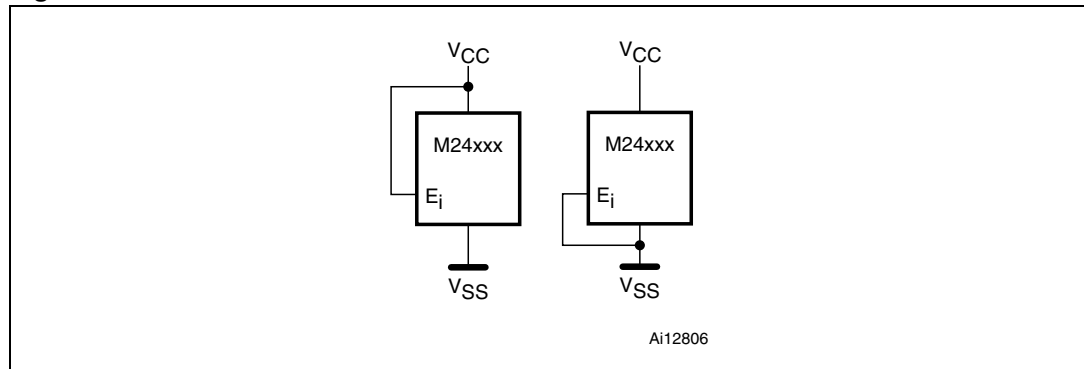 VCC VCC
M24xxx M24xxx
Ei Ei
VSS VSS
Ai12806